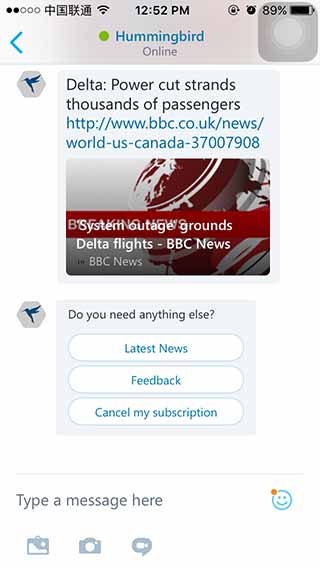 中国联通 12:52 PM 89%
Hummingbird
Online
Delta: Power cut strands
thousands of passengers
http://www.bbc.co.uk/news/
world-us-canada-37007908
BREAKING NEWS
'System outage' grounds
Delta flights - BBC News
in BBC News
Do you need anything else?
Latest News
Feedback
Cancel my subscription
Type a message here